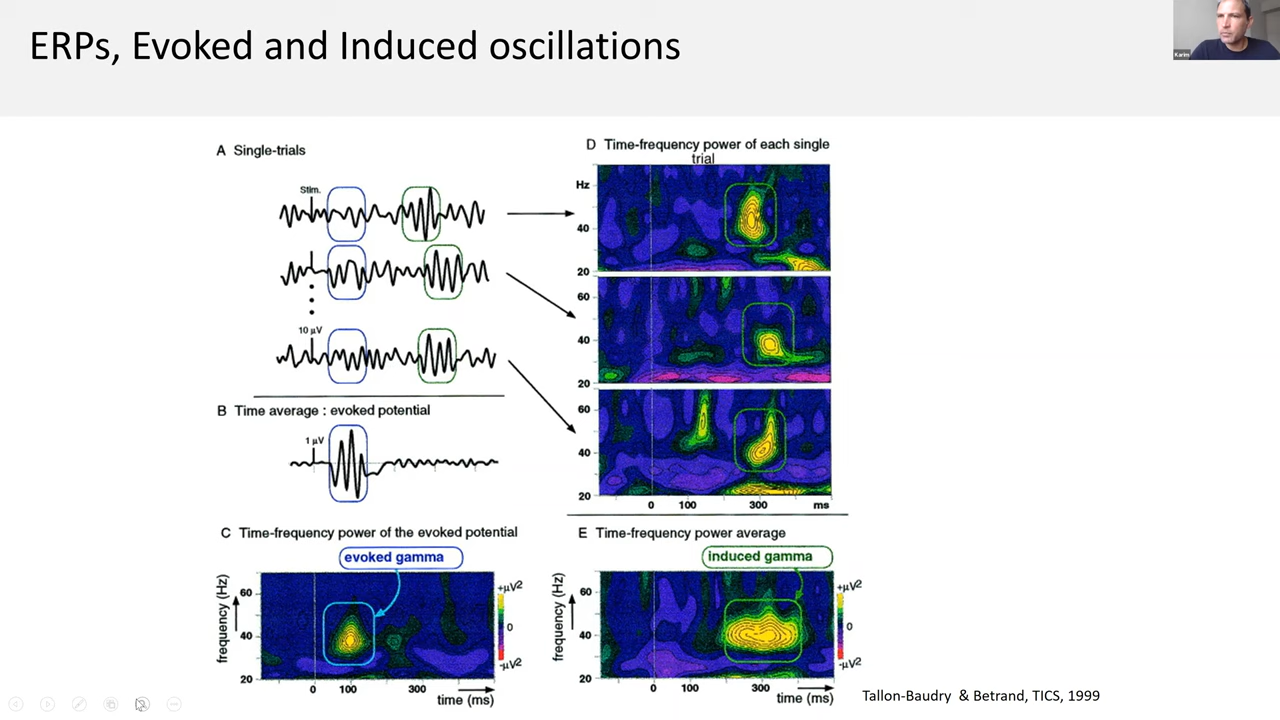 ERPs, Evoked and Induced oscillations
Karim
A Single-trials
Stim.
10 µV
B Time average : evoked potential
1 µV
C Time-frequency power of the evoked potential
evoked gamma
frequency (Hz)
60
40
20
0
100
300
time (ms)
+µV2
0
-µV2
D Time-frequency power of each single
trial
Hz
40
20
60
40
20
60
40
20
0
100
300
ms
E Time-frequency power average
induced gamma
frequency (Hz)
60
40
20
0
100
300
time (ms)
+µV2
0
-µV2
Tallon-Baudry & Betrand, TICS, 1999